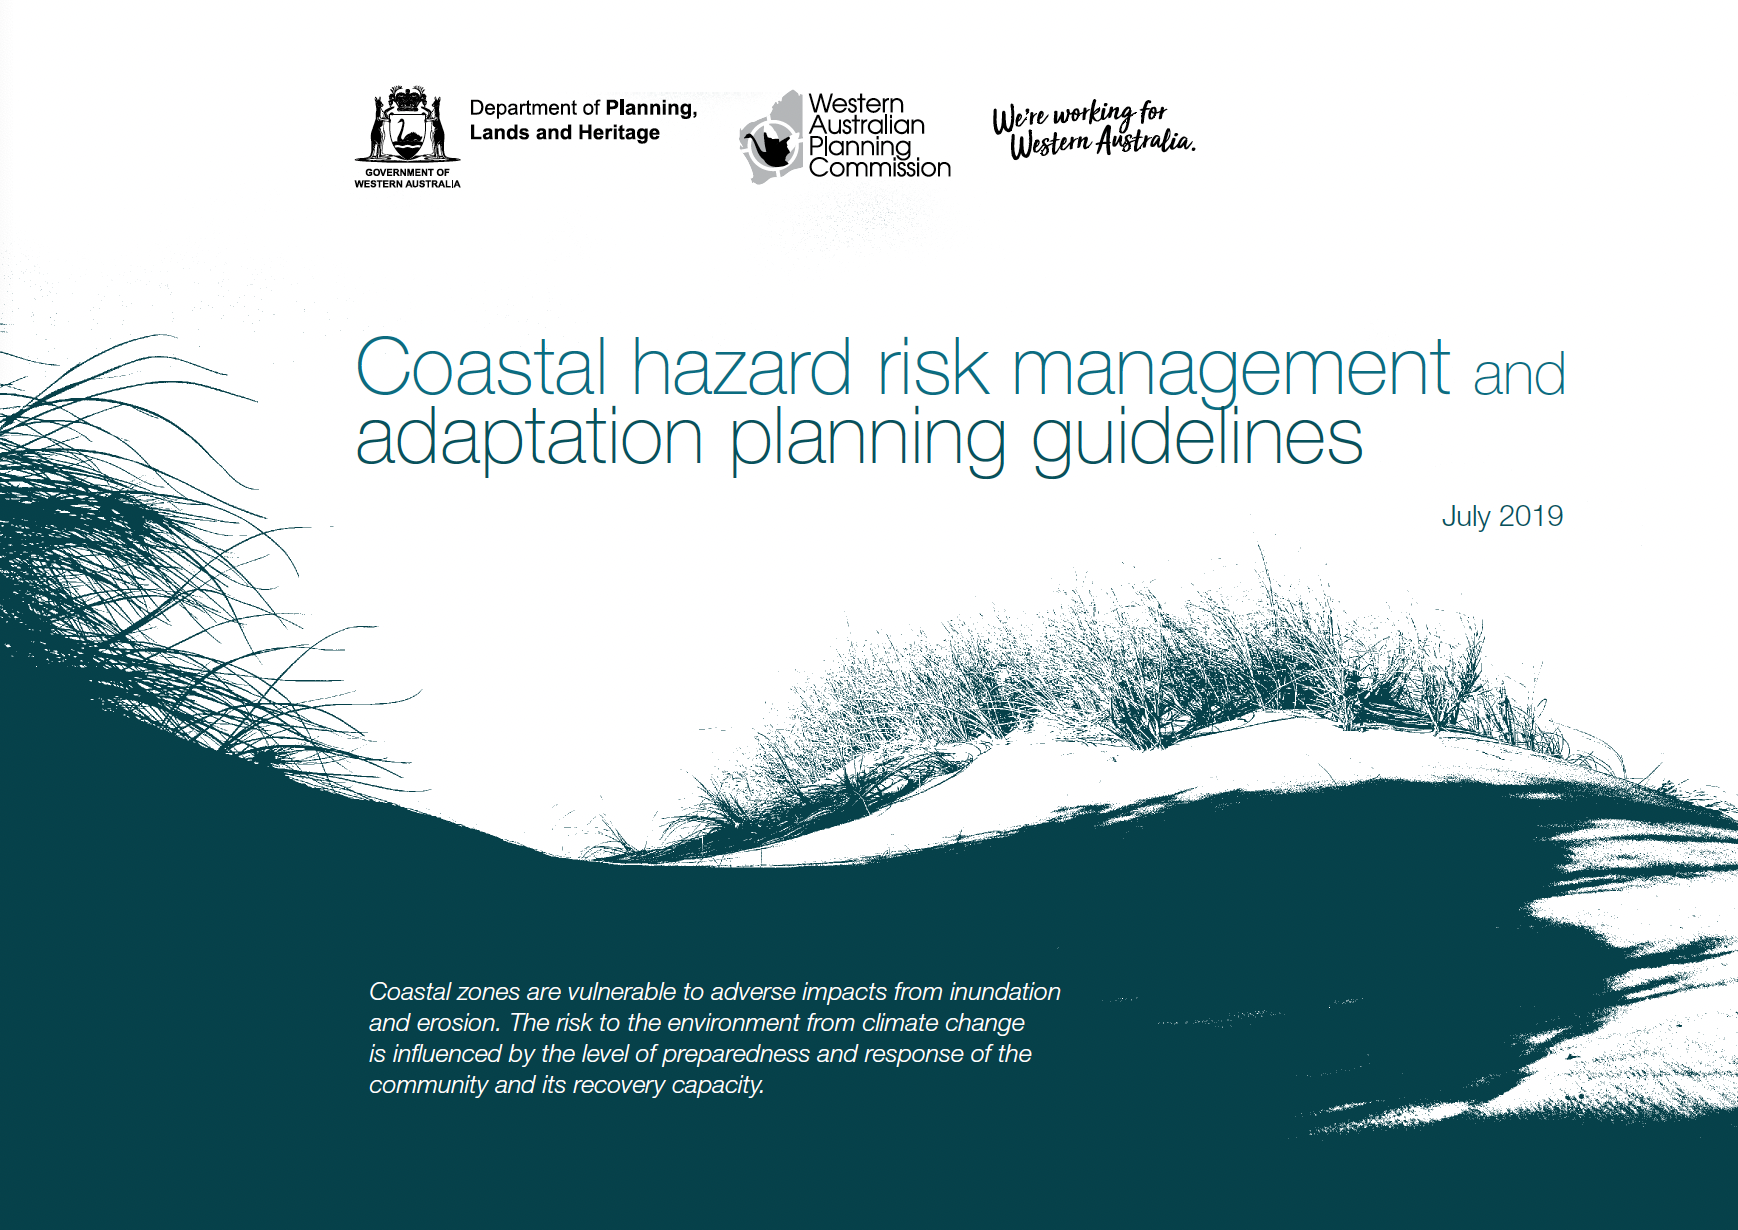 Department of Planning,
Lands and Heritage
GOVERNMENT OF
WESTERN AUSTRALIA
Western
Australian
Planning
Commission
We're working for
Western Australia.
Coastal hazard risk management and
adaptation planning guidelines
July 2019
Coastal zones are vulnerable to adverse impacts from inundation
and erosion. The risk to the environment from climate change
is influenced by the level of preparedness and response of the
community and its recovery capacity.